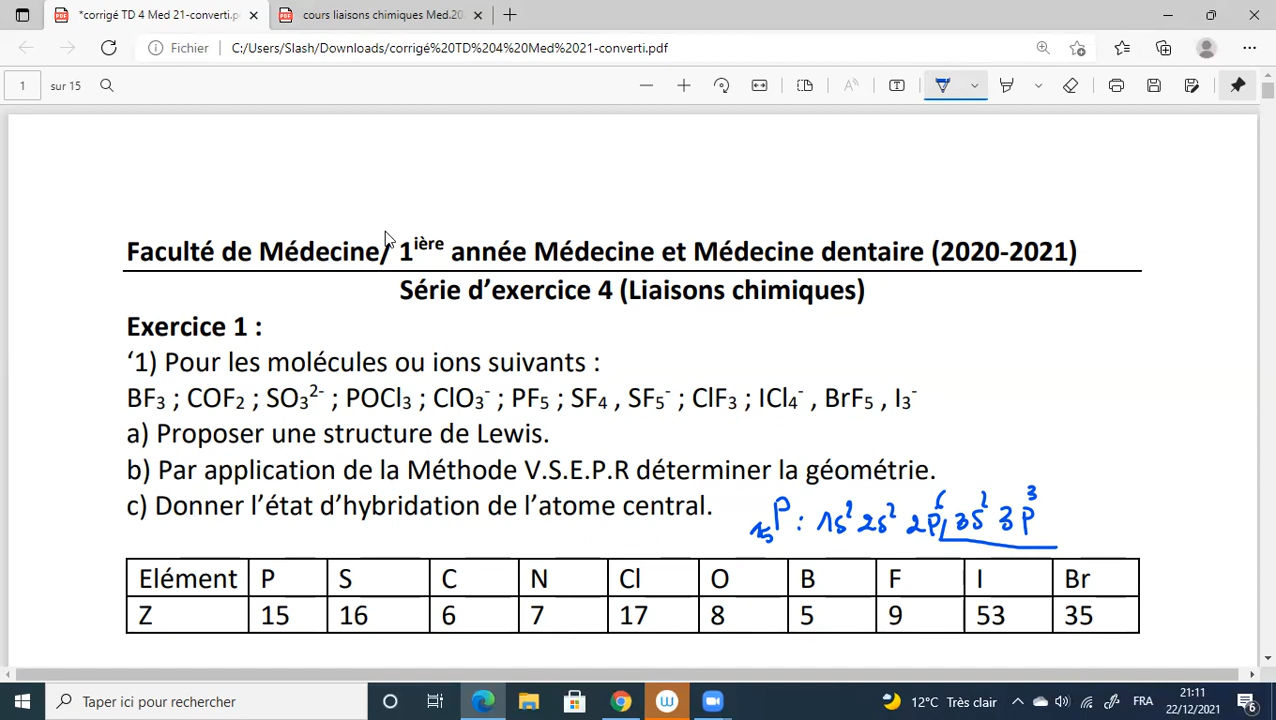 *corrigé TD 4 Med 21-converti.p
cours liaisons chimiques Med.20
Fichier
C:/Users/Slash/Downloads/corrigé%20TD%204%20Med%2021-converti.pdf
1 sur 15
Faculté de Médecine/ 1ière année Médecine et Médecine dentaire (2020-2021)
Série d’exercice 4 (Liaisons chimiques)
Exercice 1 :
‘1) Pour les molécules ou ions suivants :
BF3 ; COF2 ; SO3^2- ; POCl3 ; ClO3^- ; PF5 ; SF4 , SF5^- ; ClF3 ; ICl4^- , BrF5 , I3^-
a) Proposer une structure de Lewis.
b) Par application de la Méthode V.S.E.P.R déterminer la géométrie.
c) Donner l’état d’hybridation de l’atome central.
15P : 1s² 2s² 2p⁶ 3s² 3p³
Elément P S C N Cl O B F I Br
Z 15 16 6 7 17 8 5 9 53 35
Taper ici pour rechercher
W
12°C Très clair
FRA
21:11
22/12/2021
6